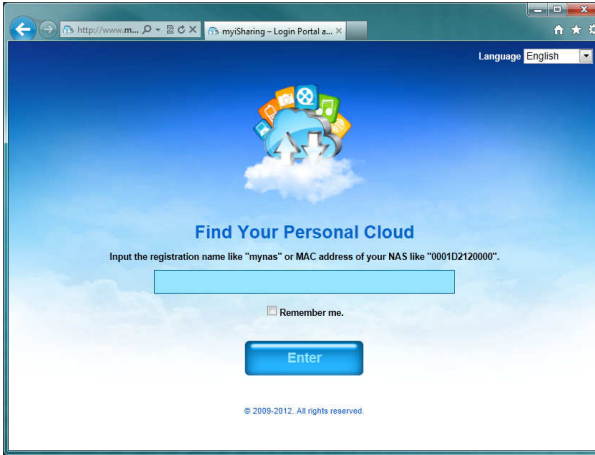 http://www.m...
myiSharing – Login Portal a...
Language English
Find Your Personal Cloud
Input the registration name like "mynas" or MAC address of your NAS like "0001D2120000".
Remember me.
Enter
© 2009-2012. All rights reserved.